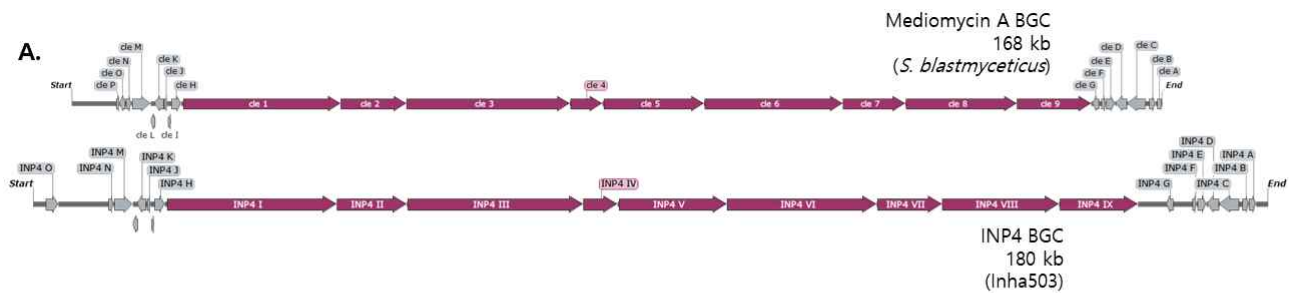 A.
Mediomycin A BGC
168 kb
(S. blastmyceticus)
cle M
cle K
cle N
cle J
cle O
cle H
cle P
Start
cle 4
cle D
cle C
cle E
cle B
cle F
cle A
cle G
End
cle 1 cle 2 cle 3 cle 5 cle 6 cle 7 cle 8 cle 9
cle L cle I
INP4 M
INP4 K
INP4 O
INP4 N
INP4 J
INP4 H
Start
INP4 IV
INP4 D
INP4 E
INP4 A
INP4 F
INP4 B
INP4 G
INP4 C
End
INP4 I INP4 II INP4 III INP4 V INP4 VI INP4 VII INP4 VIII INP4 IX
INP4 BGC
180 kb
(Inha503)